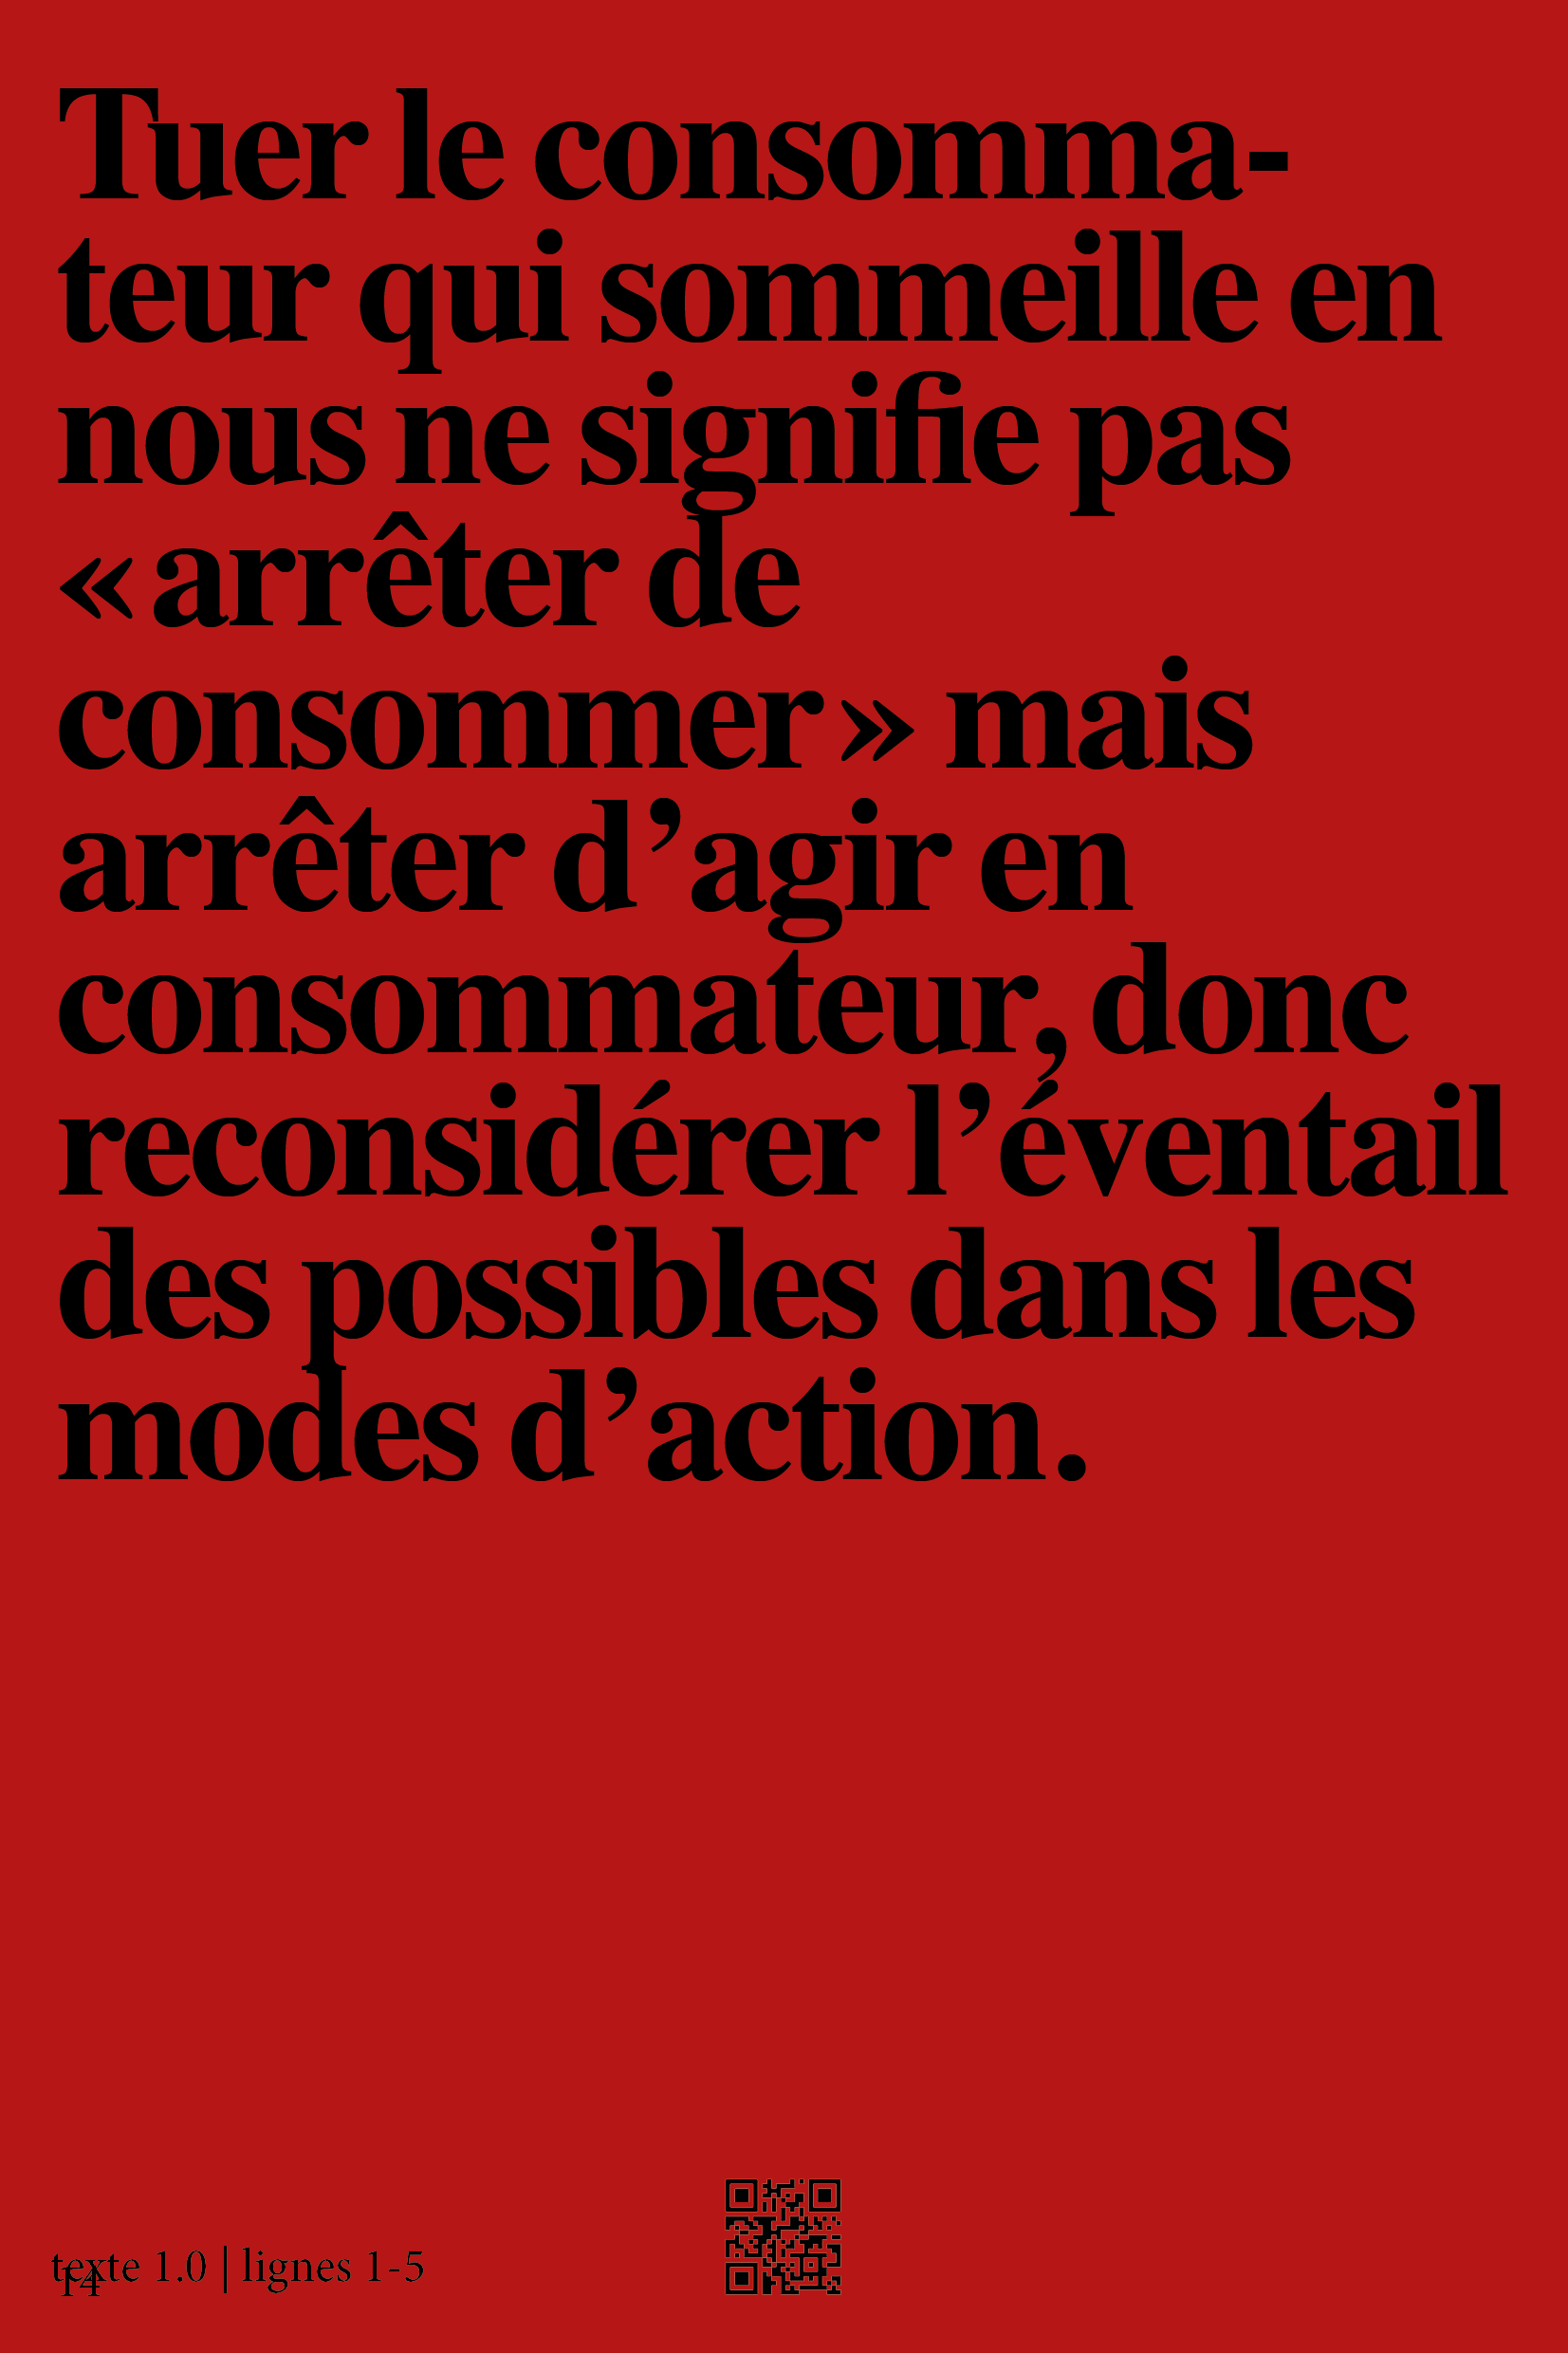 Tuer le consomma-
teur qui sommeille en
nous ne signifie pas
« arrêter de
consommer » mais
arrêter d’agir en
consommateur, donc
reconsidérer l’éventail
des possibles dans les
modes d’action.
texte 1.0 | lignes 1-5
p4